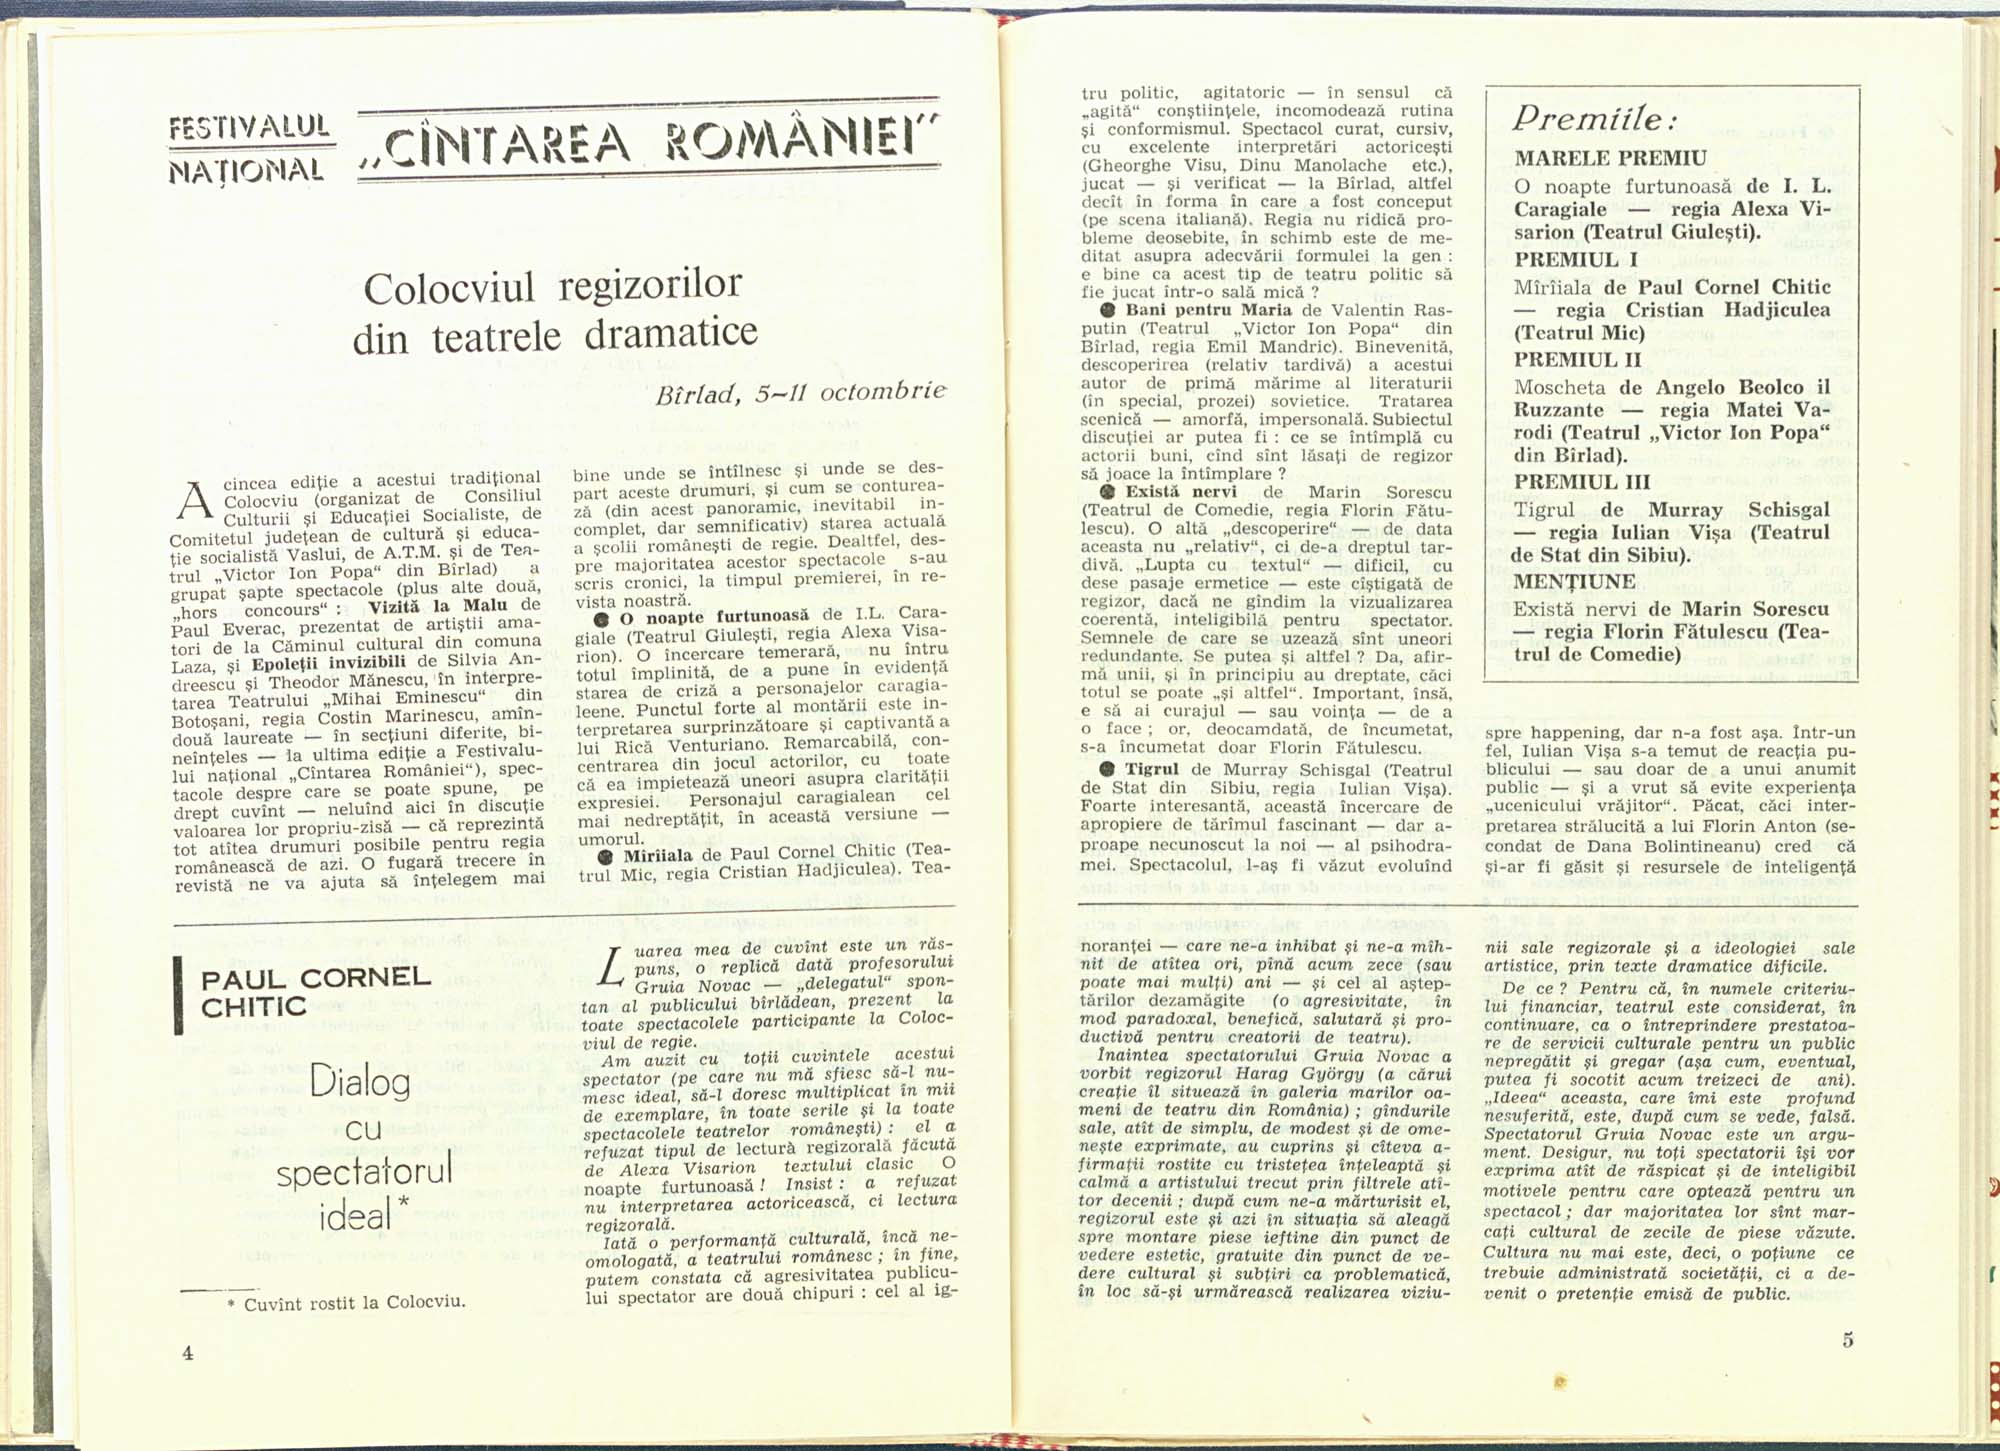 FESTIVALUL
NAȚIONAL
„CÎNTAREA ROMÂNIEI”
Colocviul regizorilor
din teatrele dramatice
Bîrlad, 5—11 octombrie
A cincea ediție a acestui tradițional
Colocviu (organizat de Consiliul
Culturii și Educației Socialiste, de
Comitetul județean de cultură și educa-
ție socialistă Vaslui, de A.T.M. și de Tea-
trul „Victor Ion Popa“ din Bîrlad) a
grupat șapte spectacole (plus alte două,
„hors concours“ : Vizită la Malu de
Paul Everac, prezentat de artiștii ama-
tori de la Căminul cultural din comuna
Laza, și Epoleții invizibili de Silvia An-
dreescu și Theodor Mănescu, în interpre-
tarea Teatrului „Mihai Eminescu“ din
Botoșani, regia Costin Marinescu, amîn-
două laureate — în secțiuni diferite, bi-
neînțeles — la ultima ediție a Festivalu-
lui național „Cîntarea României“), spec-
tacole despre care se poate spune, pe
drept cuvînt — neluînd aici în discuție
valoarea lor propriu-zisă — că reprezintă
tot atîtea drumuri posibile pentru regia
românească de azi. O fugară trecere în
revistă ne va ajuta să înțelegem mai
bine unde se întîlnesc și unde se des-
part aceste drumuri, și cum se conturea-
ză (din acest panoramic, inevitabil in-
complet, dar semnificativ) starea actuală
a școlii românești de regie. Dealtfel, des-
pre majoritatea acestor spectacole s-au
scris cronici, la timpul premierei, în re-
vista noastră.
● O noapte furtunoasă de I.L. Cara-
giale (Teatrul Giulești, regia Alexa Visa-
rion). O încercare temerară, nu întru
totul împlinită, de a pune în evidență
starea de criză a personajelor caragia-
leene. Punctul forte al montării este in-
terpretarea surprinzătoare și captivantă a
lui Rică Venturiano. Remarcabilă, con-
centrarea din jocul actorilor, cu toate
că ea impietează uneori asupra clarității
expresiei. Personajul caragialean cel
mai nedreptățit, în această versiune —
umorul.
● Mîrîiala de Paul Cornel Chitic (Tea-
trul Mic, regia Cristian Hadjiculea). Tea-
PAUL CORNEL
CHITIC
Dialog
cu
spectatorul
ideal*
* Cuvînt rostit la Colocviu.
Luarea mea de cuvînt este un răs-
puns, o replică dată profesorului
Gruia Novac — „delegatul“ spon-
tan al publicului bîrlădean, prezent la
toate spectacolele participante la Coloc-
viul de regie.
Am auzit cu toții cuvintele acestui
spectator (pe care nu mă sfiesc să-l nu-
mesc ideal, să-l doresc multiplicat în mii
de exemplare, în toate serile și la toate
spectacolele teatrelor românești) : el a
refuzat tipul de lectură regizorală făcută
de Alexa Visarion textului clasic O
noapte furtunoasă ! Insist : a refuzat
nu interpretarea actoricească, ci lectura
regizorală.
Iată o performanță culturală, încă ne-
omologată, a teatrului românesc ; în fine,
putem constata că agresivitatea publicu-
lui spectator are două chipuri : cel al ig-
4
tru politic, agitatoric — în sensul că
„agită“ conștiințele, incomodează rutina
și conformismul. Spectacol curat, cursiv,
cu excelente interpretări actoricești
(Gheorghe Visu, Dinu Manolache etc.),
jucat — și verificat — la Bîrlad, altfel
decît în forma în care a fost conceput
(pe scena italiană). Regia nu ridică pro-
bleme deosebite, în schimb este de me-
ditat asupra adecvării formulei la gen :
e bine ca acest tip de teatru politic să
fie jucat într-o sală mică ?
● Bani pentru Maria de Valentin Ras-
putin (Teatrul „Victor Ion Popa“ din
Bîrlad, regia Emil Mandric). Binevenită,
descoperirea (relativ tardivă) a acestui
autor de primă mărime al literaturii
(în special, prozei) sovietice. Tratarea
scenică — amorfă, impersonală. Subiectul
discuției ar putea fi : ce se întîmplă cu
actorii buni, cînd sînt lăsați de regizor
să joace la întîmplare ?
● Există nervi de Marin Sorescu
(Teatrul de Comedie, regia Florin Fătu-
lescu). O altă „descoperire“ — de data
aceasta nu „relativ“, ci de-a dreptul tar-
divă. „Lupta cu textul“ — dificil, cu
dese pasaje ermetice — este cîștigată de
regizor, dacă ne gîndim la vizualizarea
coerentă, inteligibilă pentru spectator.
Semnele de care se uzează sînt uneori
redundante. Se putea și altfel ? Da, afir-
mă unii, și în principiu au dreptate, căci
totul se poate „și altfel“. Important, însă,
e să ai curajul — sau voința — de a
o face ; or, deocamdată, de încumetat,
s-a încumetat doar Florin Fătulescu.
● Tigrul de Murray Schisgal (Teatrul
de Stat din Sibiu, regia Iulian Vișa).
Foarte interesantă, această încercare de
apropiere de tărîmul fascinant — dar a-
proape necunoscut la noi — al psihodra-
mei. Spectacolul, l-aș fi văzut evoluînd
Premiile:
MARELE PREMIU
O noapte furtunoasă de I. L.
Caragiale — regia Alexa Vi-
sarion (Teatrul Giulești).
PREMIUL I
Mîrîiala de Paul Cornel Chitic
— regia Cristian Hadjiculea
(Teatrul Mic)
PREMIUL II
Moscheta de Angelo Beolco il
Ruzzante — regia Matei Va-
rodi (Teatrul „Victor Ion Popa“
din Bîrlad).
PREMIUL III
Tigrul de Murray Schisgal
— regia Iulian Vișa (Teatrul
de Stat din Sibiu).
MENȚIUNE
Există nervi de Marin Sorescu
— regia Florin Fătulescu (Tea-
trul de Comedie)
spre happening, dar n-a fost așa. Într-un
fel, Iulian Vișa s-a temut de reacția pu-
blicului — sau doar de a unui anumit
public — și a vrut să evite experiența
„ucenicului vrăjitor“. Păcat, căci inter-
pretarea strălucită a lui Florin Anton (se-
condat de Dana Bolintineanu) cred că
și-ar fi găsit și resursele de inteligență
noranței — care ne-a inhibat și ne-a mîh-
nit de atîtea ori, pînă acum zece (sau
poate mai mulți) ani — și cel al aștep-
tărilor dezamăgite (o agresivitate, în
mod paradoxal, benefică, salutară și pro-
ductivă pentru creatorii de teatru).
Înaintea spectatorului Gruia Novac a
vorbit regizorul Harag György (a cărui
creație îl situează în galeria marilor oa-
meni de teatru din România) ; gîndurile
sale, atît de simplu, de modest și de ome-
nește exprimate, au cuprins și cîteva a-
firmații rostite cu tristețea înțeleaptă și
calmă a artistului trecut prin filtrele atî-
tor decenii ; după cum ne-a mărturisit el,
regizorul este și azi în situația să aleagă
spre montare piese ieftine din punct de
vedere estetic, gratuite din punct de ve-
dere cultural și subțiri ca problematică,
în loc să-și urmărească realizarea viziu-
nii sale regizorale și a ideologiei sale
artistice, prin texte dramatice dificile.
De ce ? Pentru că, în numele criteriu-
lui financiar, teatrul este considerat, în
continuare, ca o întreprindere prestatoa-
re de servicii culturale pentru un public
nepregătit și gregar (așa cum, eventual,
putea fi socotit acum treizeci de ani).
„Ideea“ aceasta, care îmi este profund
nesuferită, este, după cum se vede, falsă.
Spectatorul Gruia Novac este un argu-
ment. Desigur, nu toți spectatorii își vor
exprima atît de răspicat și de inteligibil
motivele pentru care optează pentru un
spectacol ; dar majoritatea lor sînt mar-
cați cultural de zecile de piese văzute.
Cultura nu mai este, deci, o poțiune ce
trebuie administrată societății, ci a de-
venit o pretenție emisă de public.
5